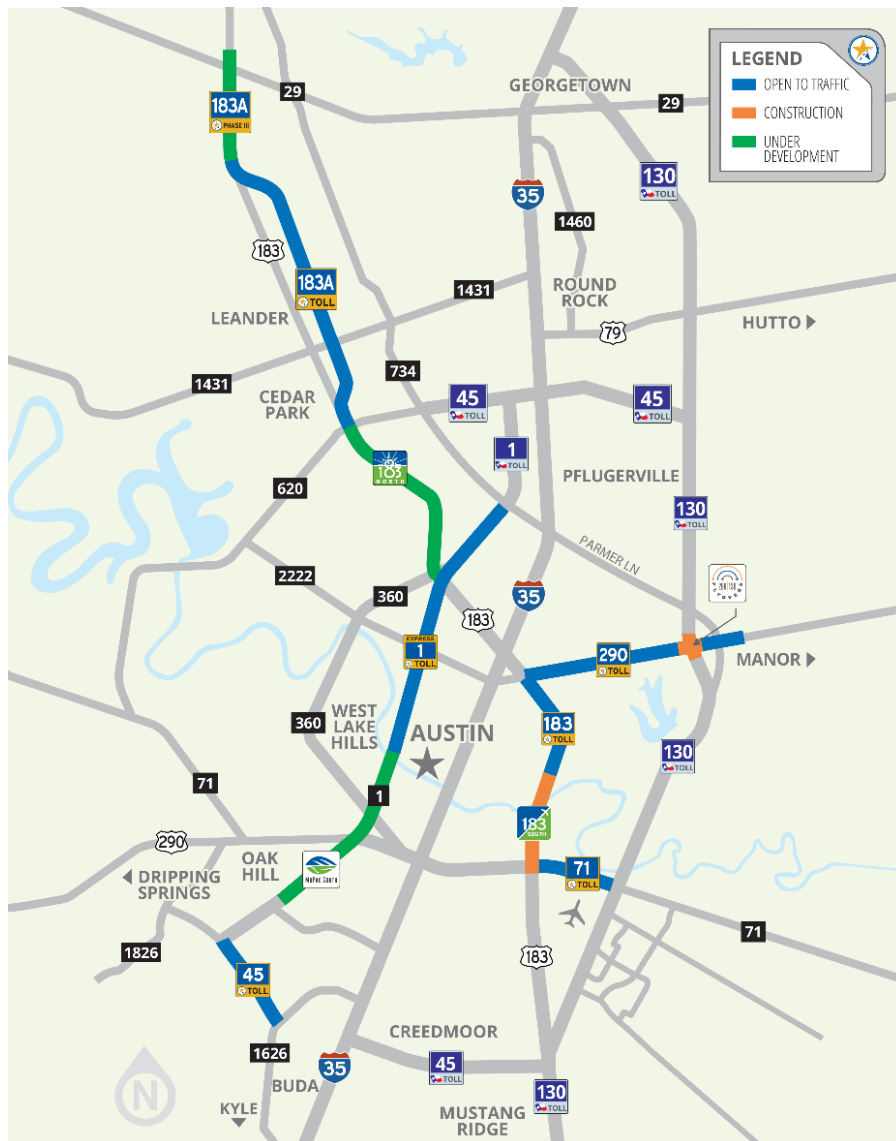 LEGEND
OPEN TO TRAFFIC
CONSTRUCTION
UNDER
DEVELOPMENT
GEORGETOWN
183A
PHASE III
29
29
130
TOLL
35
1460
183
183A
TOLL
ROUND
ROCK
1431
LEANDER
79
HUTTO
1431
734
CEDAR
PARK
45
TOLL
45
TOLL
1
TOLL
183
NORTH
PFLUGERVILLE
620
130
TOLL
PARMER LN
2222
360
35
183
EXPRESS
1
TOLL
290
TOLL
MANOR
WEST
LAKE
HILLS
360
AUSTIN
183
TOLL
130
TOLL
71
1
183
SOUTH
290
OAK
HILL
MoPac South
DRIPPING
SPRINGS
71
TOLL
71
1826
183
45
TOLL
CREEDMOOR
1626
35
45
TOLL
BUDA
130
TOLL
N
KYLE
MUSTANG
RIDGE